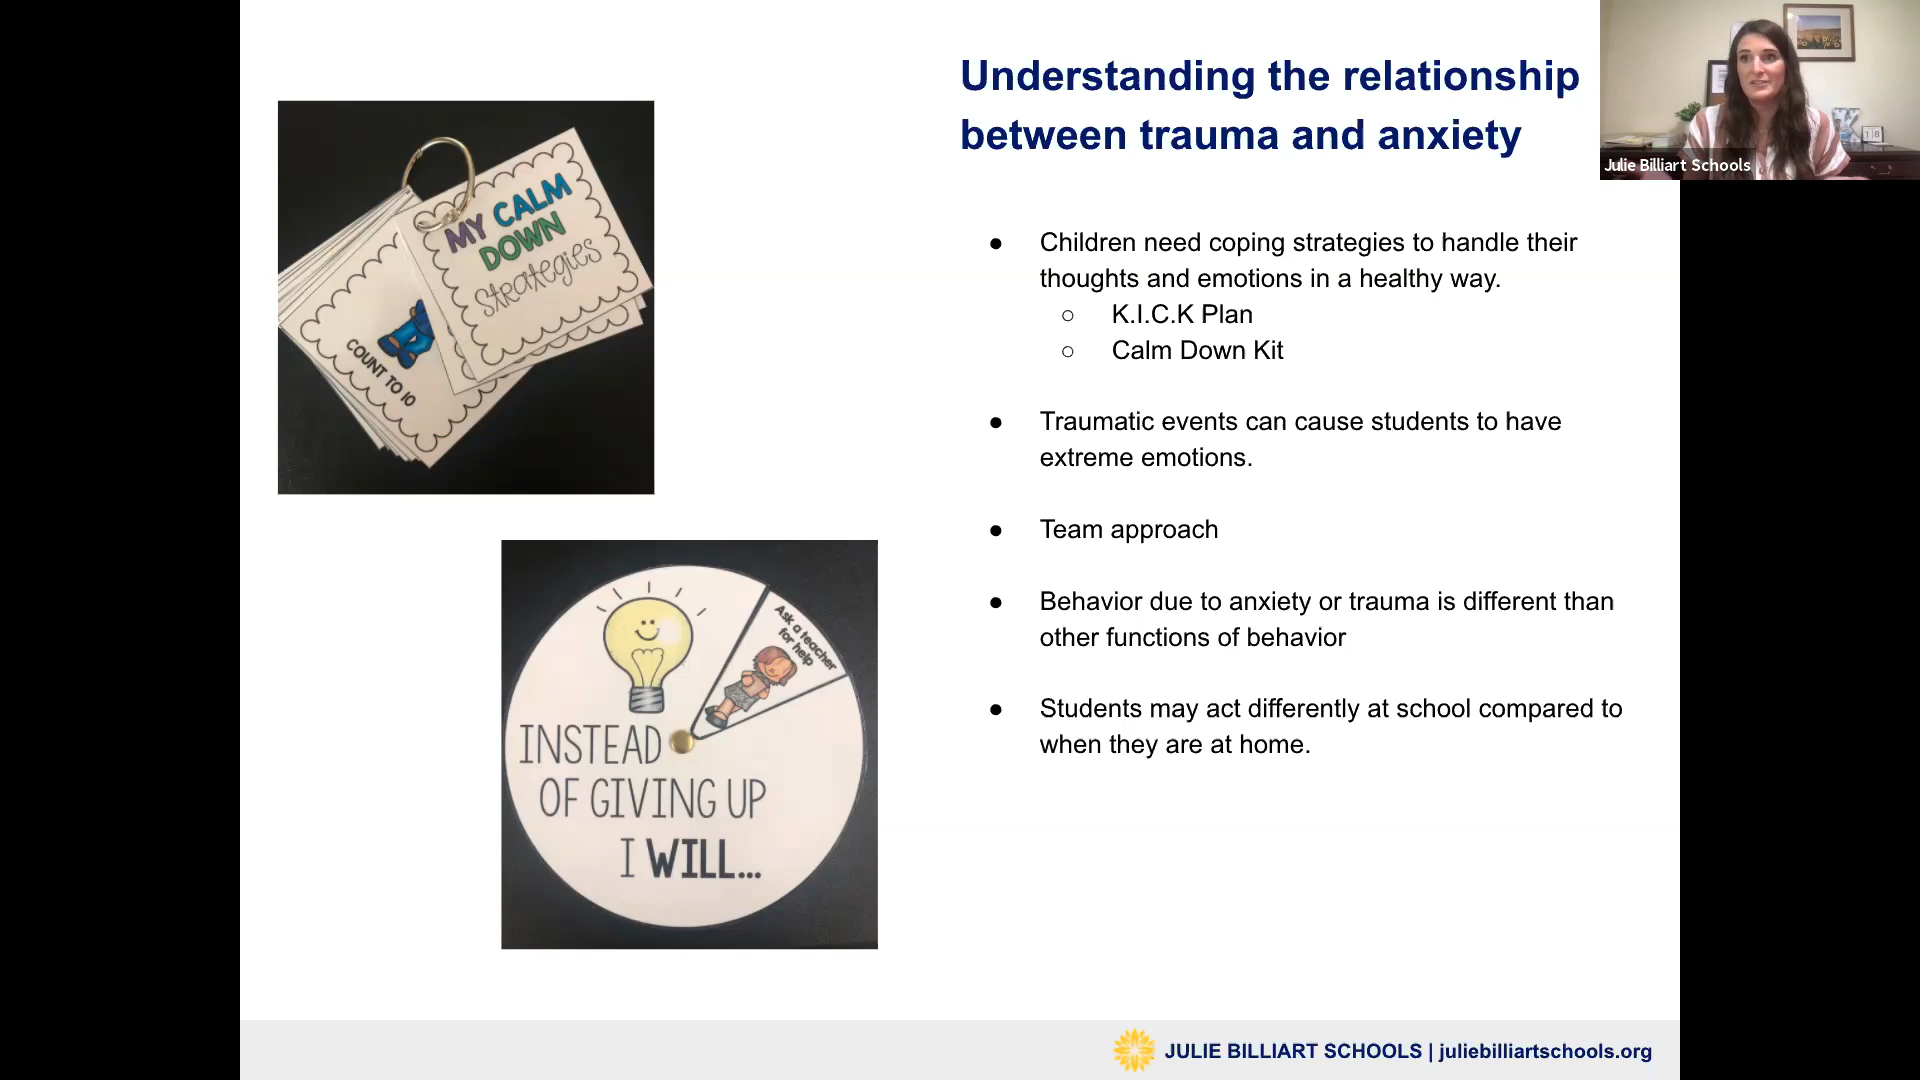 Understanding the relationship
between trauma and anxiety
Julie Billiart Schools
MY CALM
DOWN
Strategies
COUNT TO 10
● Children need coping strategies to handle their
thoughts and emotions in a healthy way.
○ K.I.C.K Plan
○ Calm Down Kit
● Traumatic events can cause students to have
extreme emotions.
● Team approach
● Behavior due to anxiety or trauma is different than
other functions of behavior
● Students may act differently at school compared to
when they are at home.
Ask a teacher
for help
INSTEAD
OF GIVING UP
I WILL...
JULIE BILLIART SCHOOLS | juliebilliartschools.org